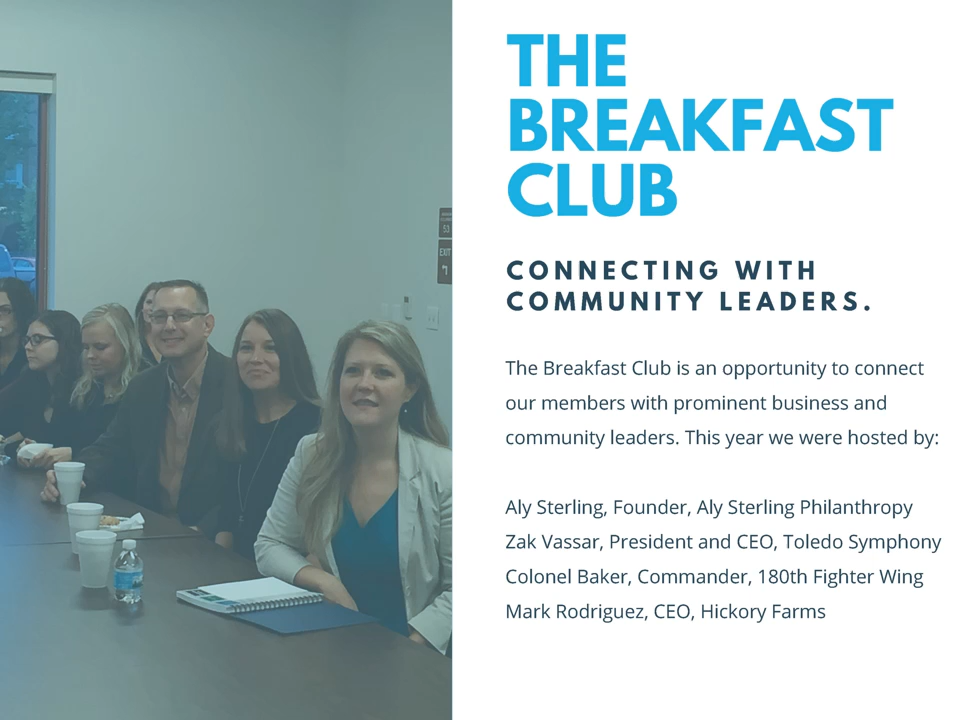 THE
BREAKFAST
CLUB
CONNECTING WITH
COMMUNITY LEADERS.
The Breakfast Club is an opportunity to connect
our members with prominent business and
community leaders. This year we were hosted by:
Aly Sterling, Founder, Aly Sterling Philanthropy
Zak Vassar, President and CEO, Toledo Symphony
Colonel Baker, Commander, 180th Fighter Wing
Mark Rodriguez, CEO, Hickory Farms
53
EXIT